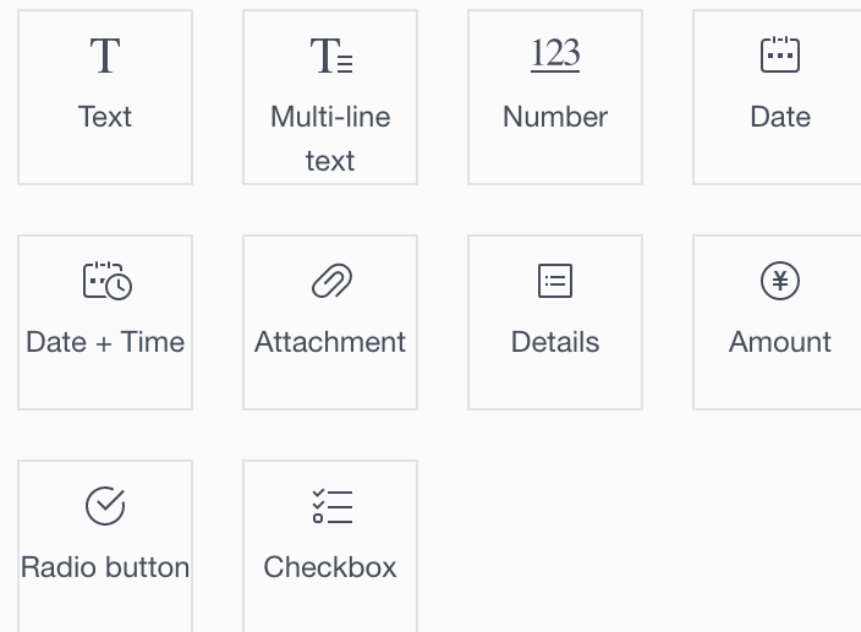 T
T
123
Text
Multi-line
text
Number
Date
¥
Date + Time
Attachment
Details
Amount
Radio button
Checkbox